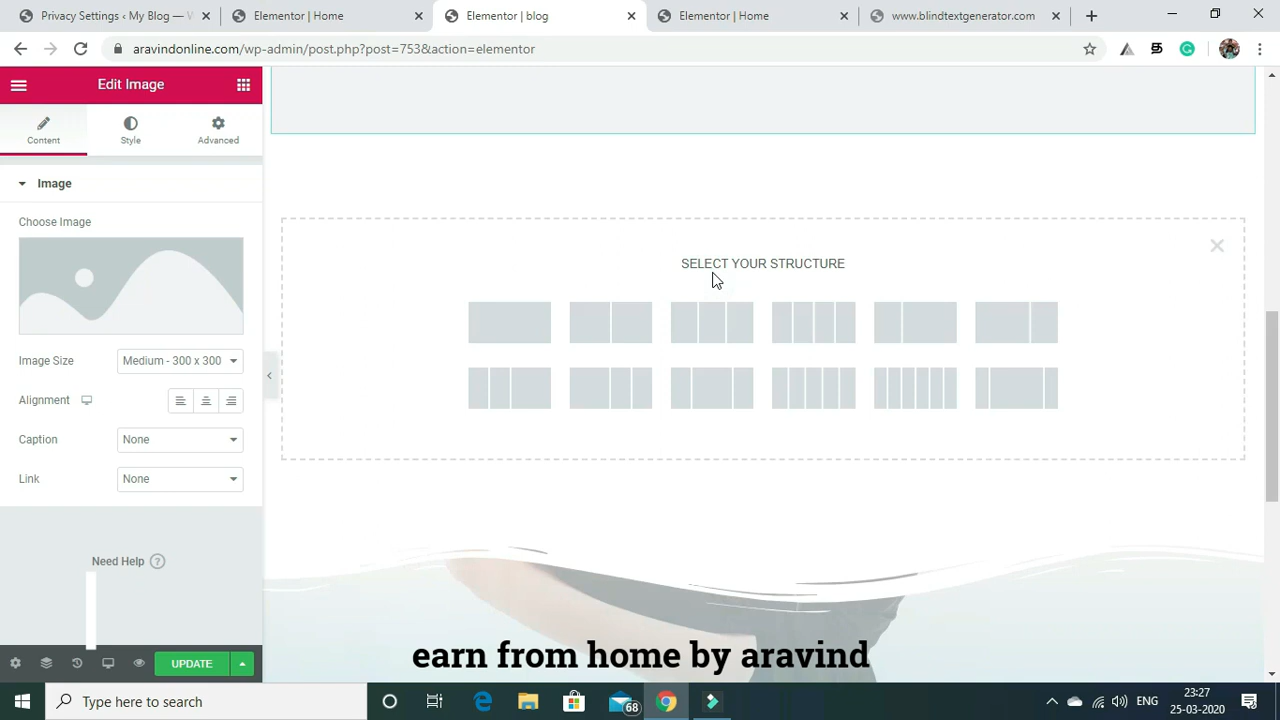 Privacy Settings ‹ My Blog — W
Elementor | Home
Elementor | blog
Elementor | Home
www.blindtextgenerator.com
aravindonline.com/wp-admin/post.php?post=753&action=elementor
Edit Image
Content
Style
Advanced
Image
Choose Image
Image Size
Medium - 300 x 300
Alignment
Caption
None
Link
None
Need Help ?
UPDATE
SELECT YOUR STRUCTURE
earn from home by aravind
Type here to search
68
ENG
23:27
25-03-2020